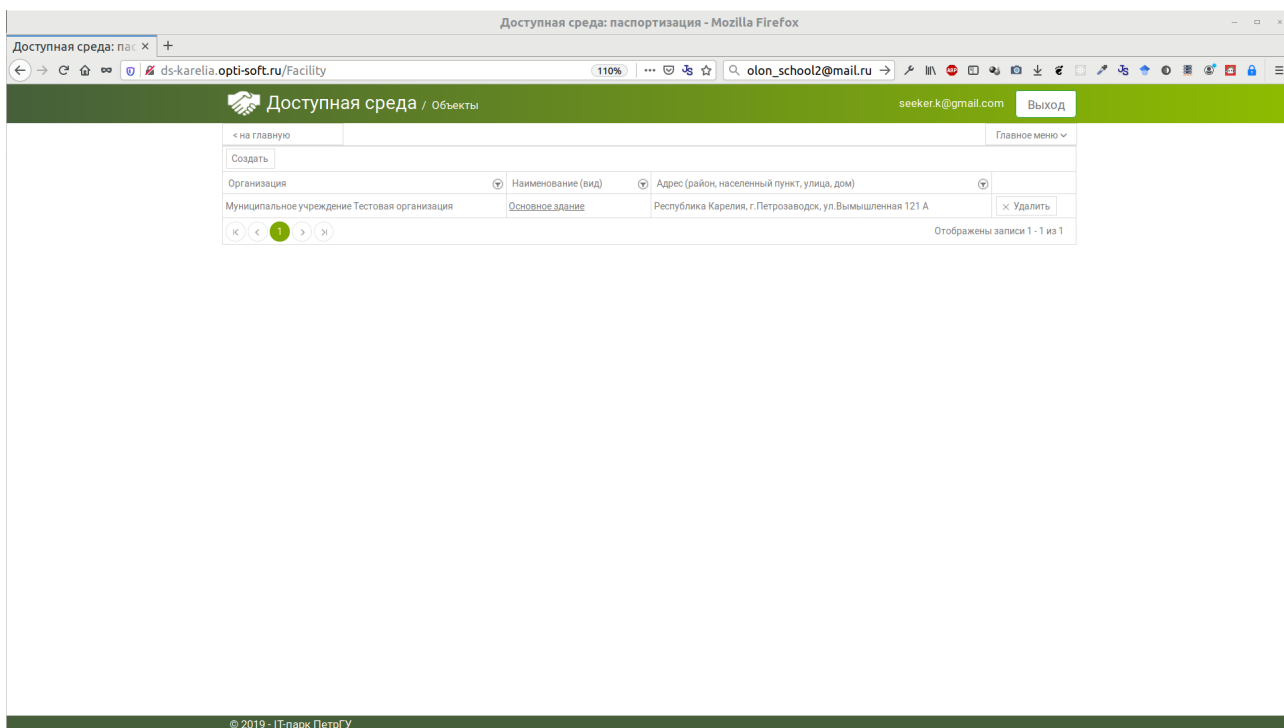 Доступная среда: паспортизация - Mozilla Firefox
Доступная среда: пас × +
ds-karelia.opti-soft.ru/Facility 110% olon_school2@mail.ru
Доступная среда / Объекты seeker.k@gmail.com Выход
< на главную Главное меню
Создать
Организация Наименование (вид) Адрес (район, населенный пункт, улица, дом)
Муниципальное учреждение Тестовая организация Основное здание Республика Карелия, г.Петрозаводск, ул.Вымышленная 121 А × Удалить
1 Отображены записи 1 - 1 из 1
© 2019 - IT-парк ПетрГУ